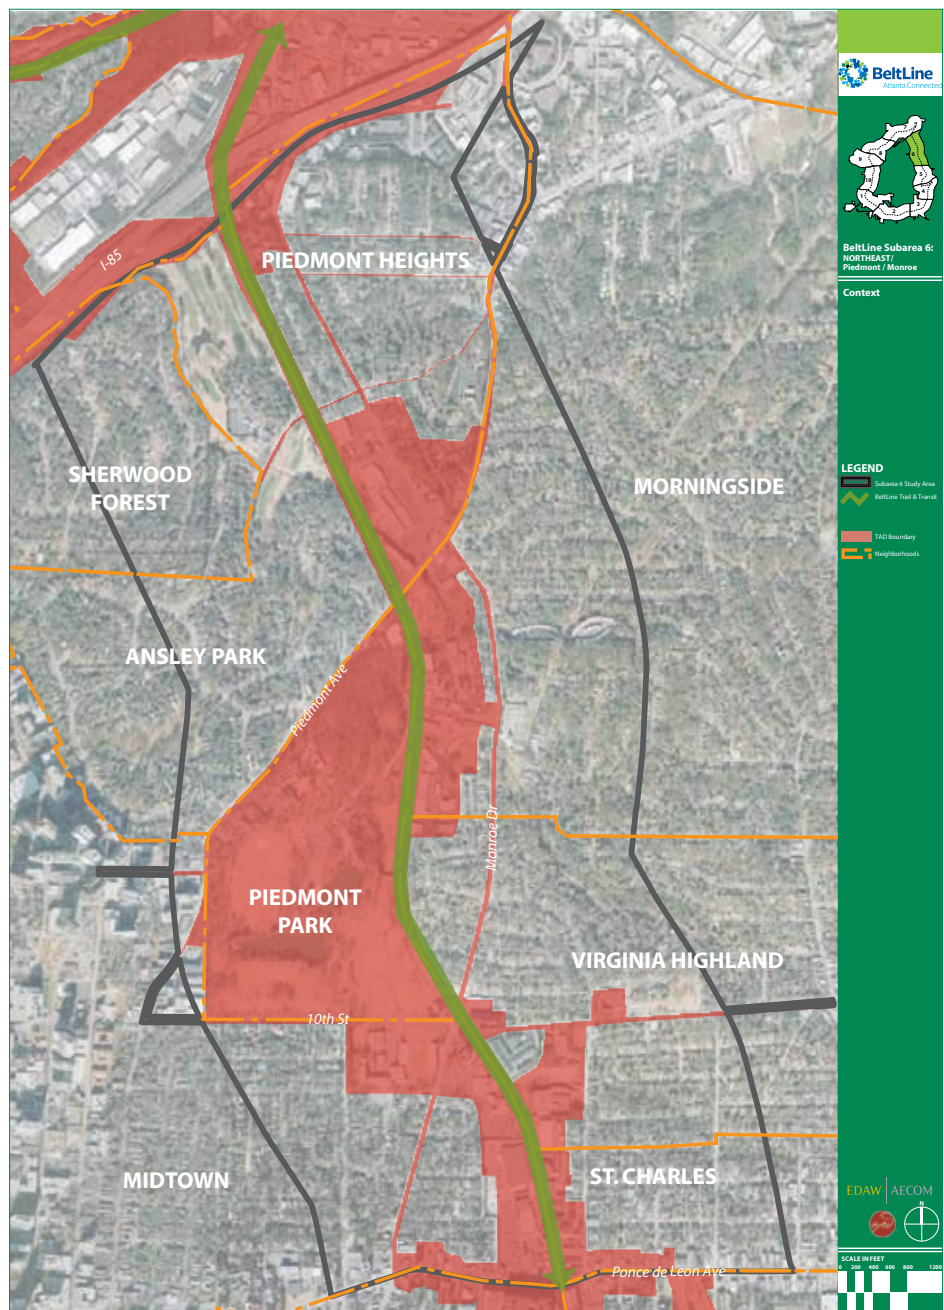 BeltLine
Atlanta Connected
BeltLine Subarea 6:
NORTHEAST/
Piedmont / Monroe
Context
LEGEND
Subarea 6 Study Area
BeltLine Trail & Transit
TAD Boundary
Neighborhoods
I-85
PIEDMONT HEIGHTS
SHERWOOD
FOREST
MORNINGSIDE
ANSLEY PARK
Piedmont Ave
Monroe Dr
PIEDMONT
PARK
VIRGINIA HIGHLAND
10th St
MIDTOWN
ST. CHARLES
Ponce de Leon Ave
EDAW AECOM
N
SCALE IN FEET
0 200 400 600 800 1200